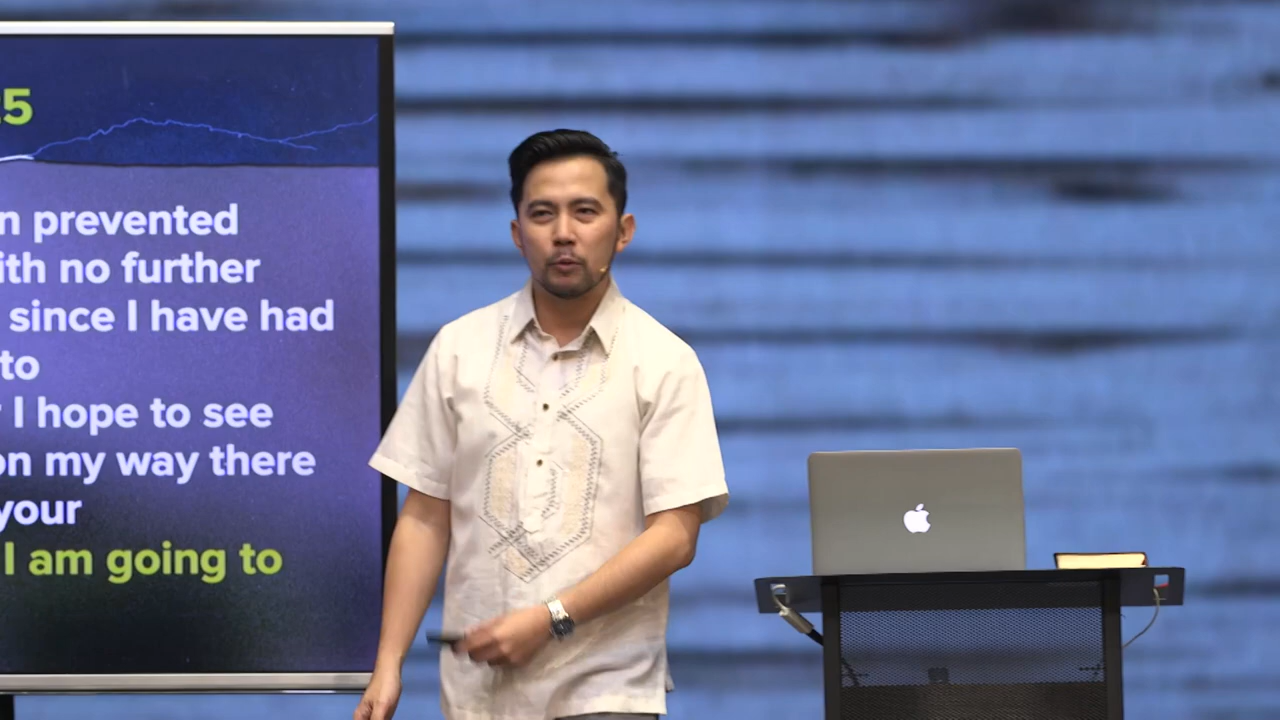 5
n prevented
ith no further
since I have had
to
I hope to see
on my way there
your
I am going to